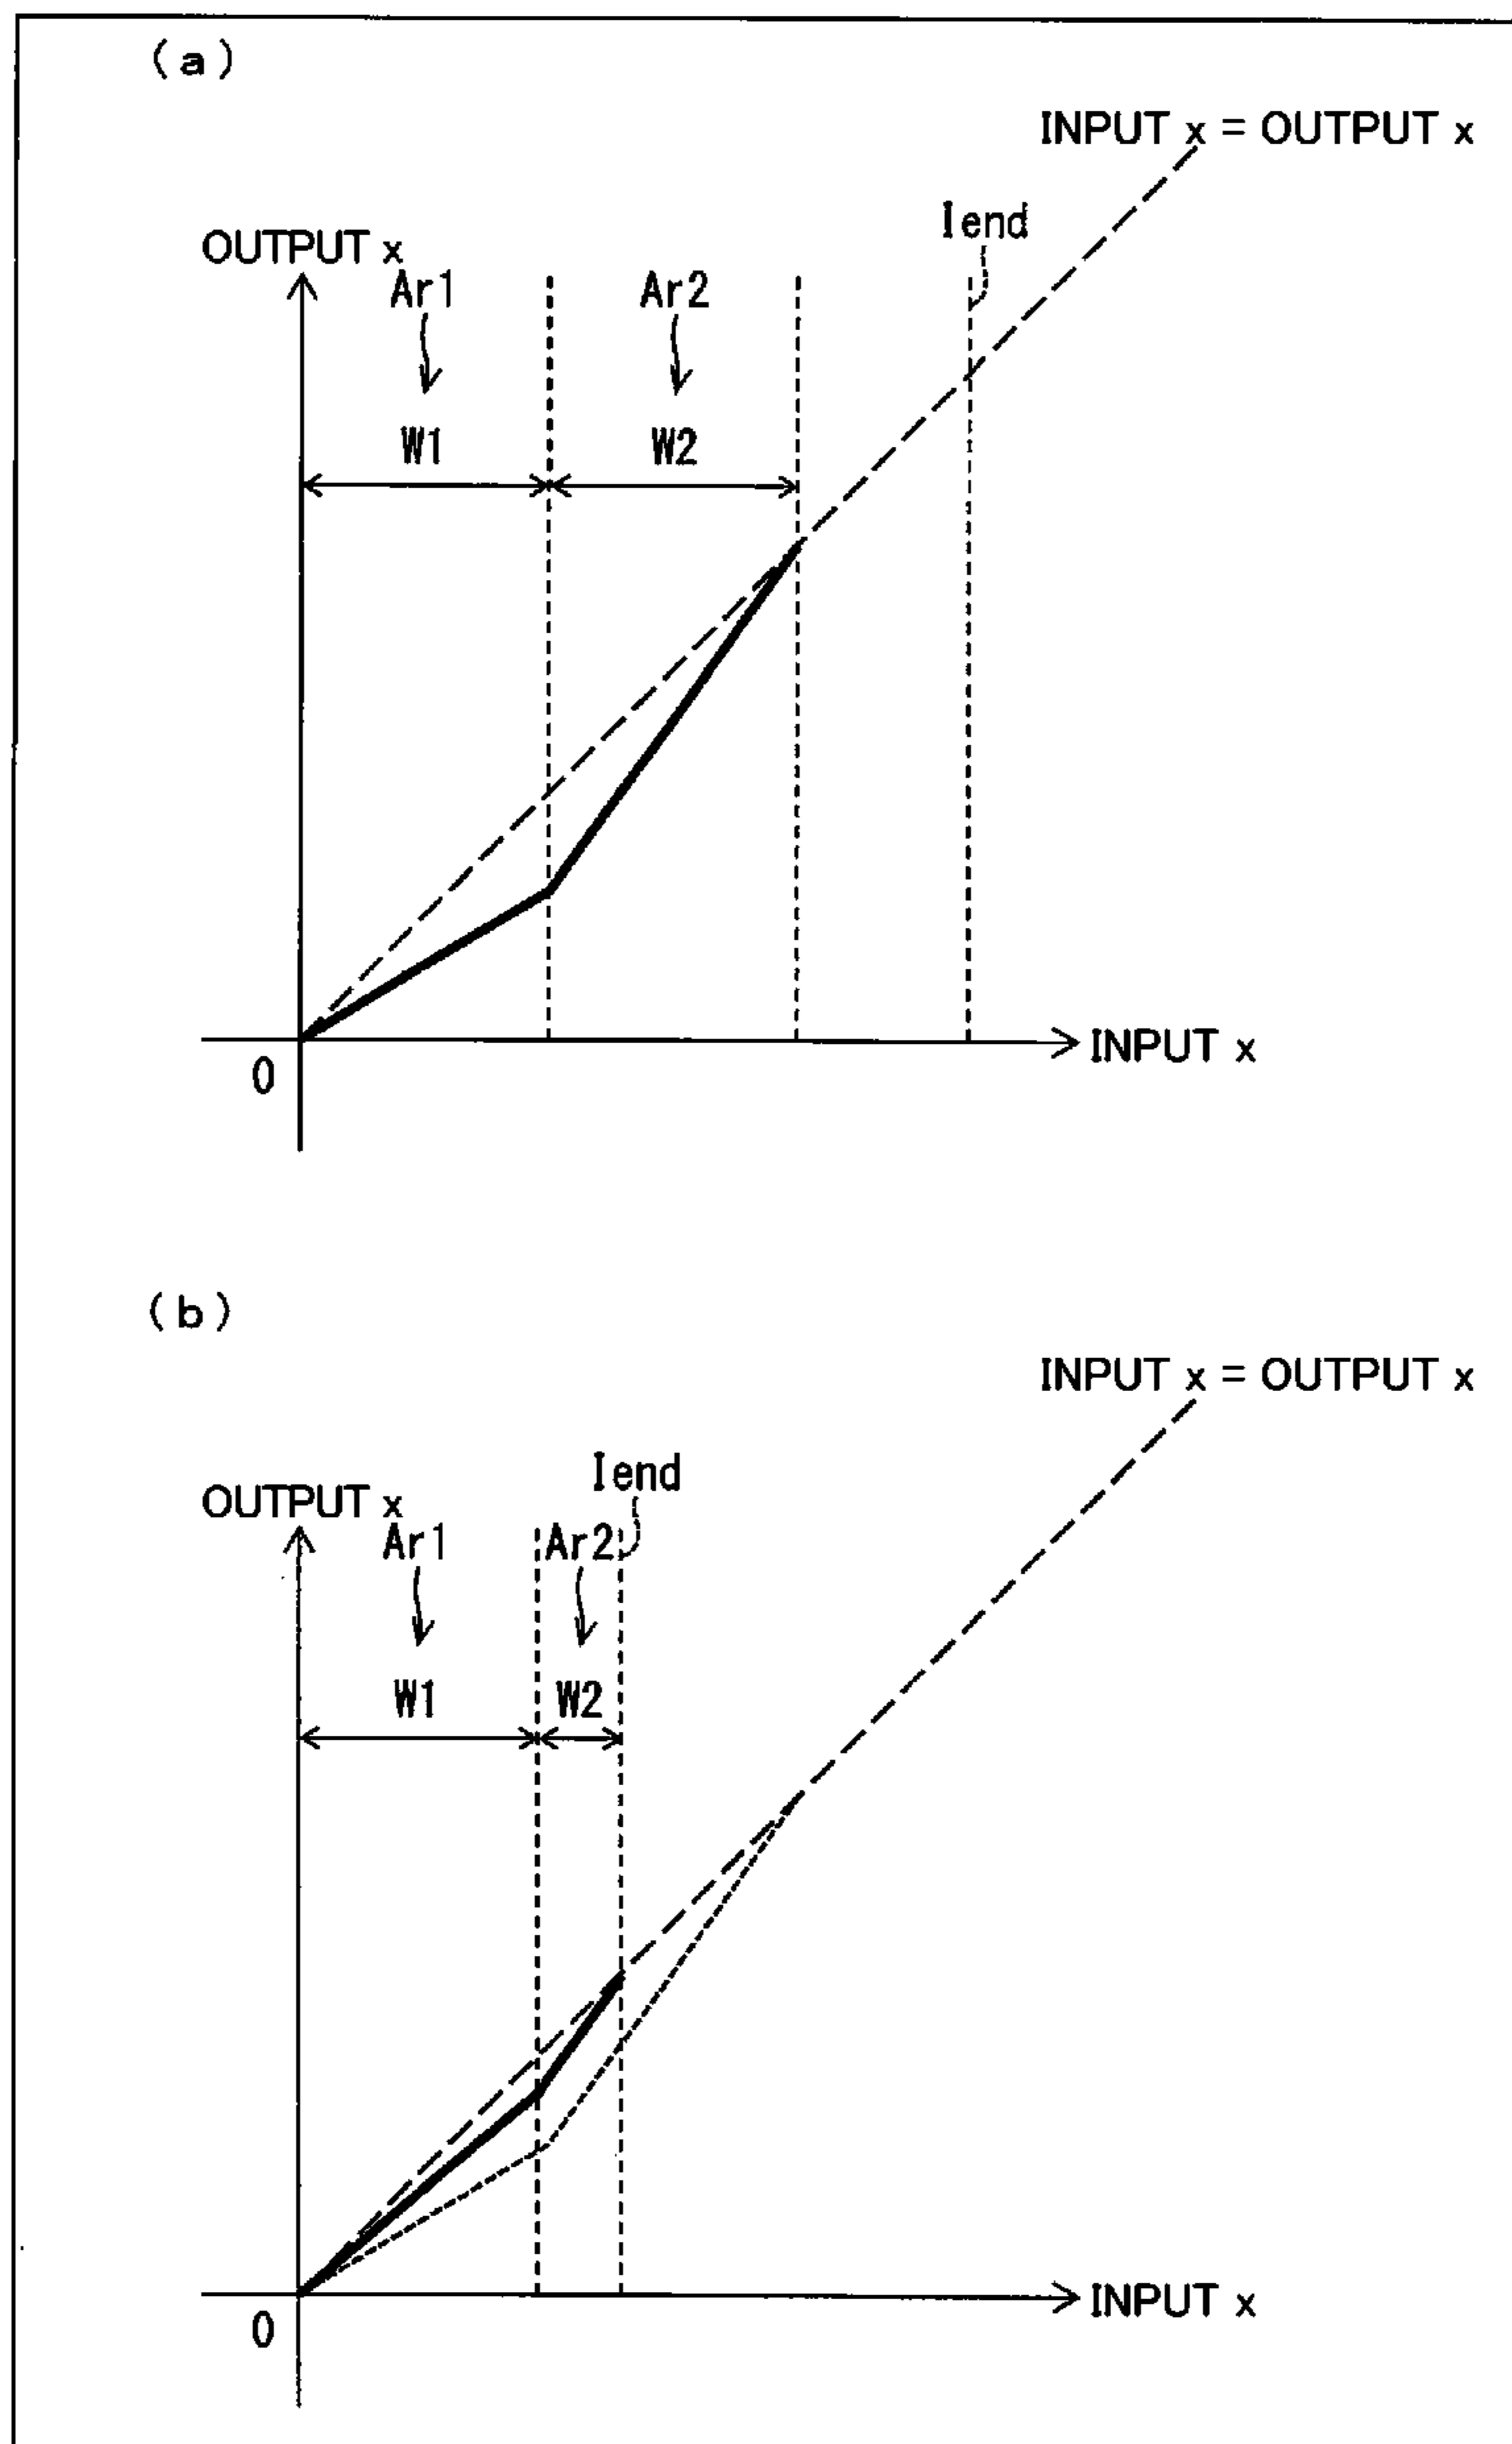 (a)
INPUT x = OUTPUT x
Iend
OUTPUT x
Ar1 Ar2
W1 W2
0
INPUT x
(b)
INPUT x = OUTPUT x
Iend
OUTPUT x
Ar1 Ar2
W1 W2
0
INPUT x